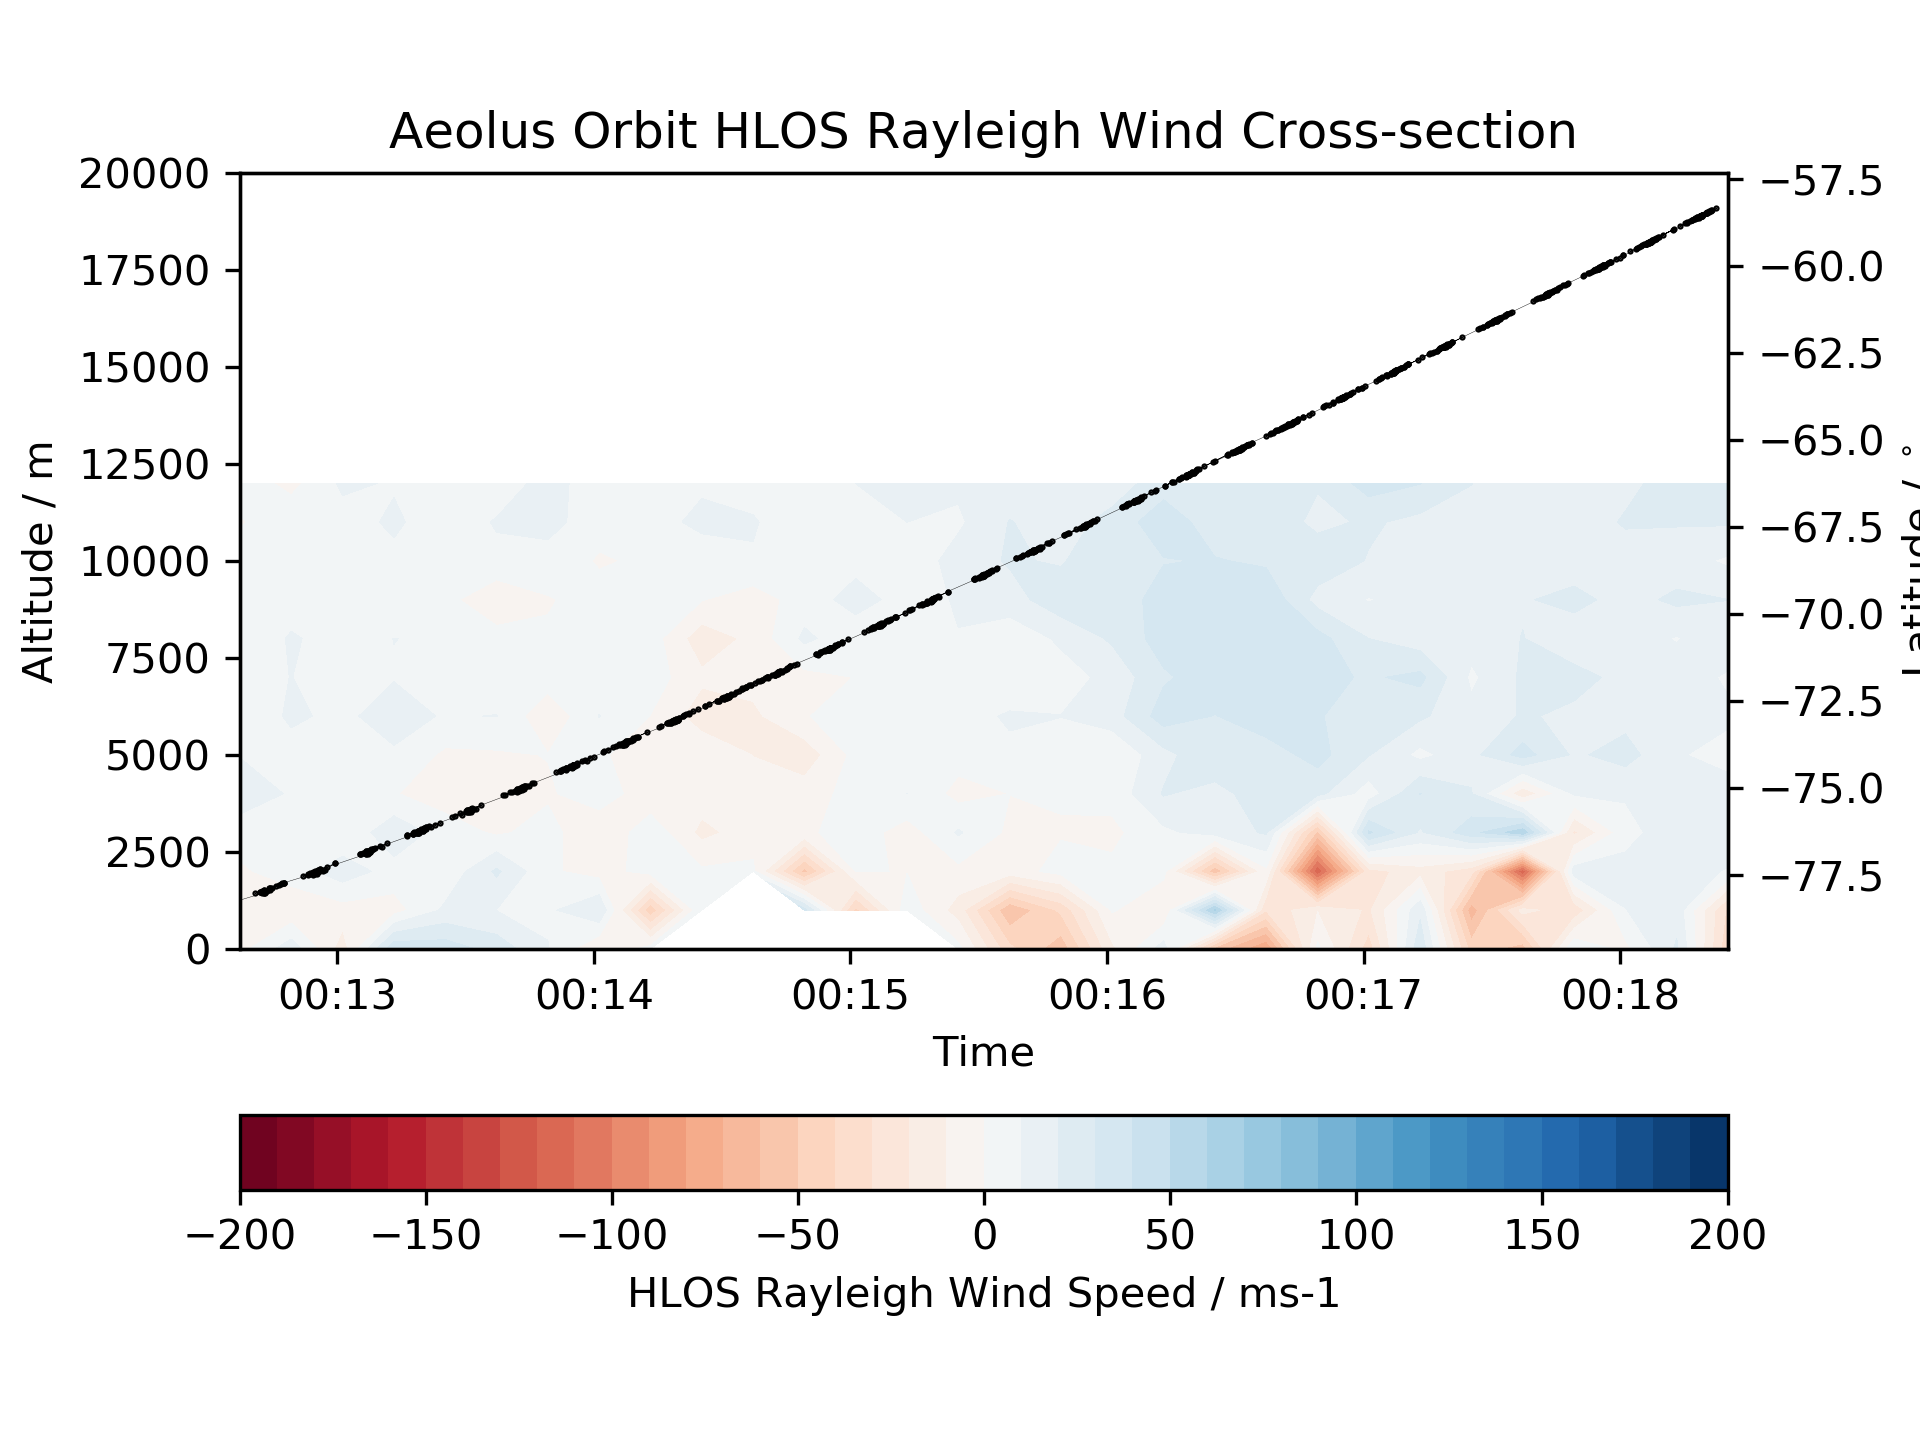 Aeolus Orbit HLOS Rayleigh Wind Cross-section
20000
17500
15000
12500
10000
7500
5000
2500
0
Altitude / m
−57.5
−60.0
−62.5
−65.0
−67.5
−70.0
−72.5
−75.0
−77.5
Latitude / °
00:13 00:14 00:15 00:16 00:17 00:18
Time
−200 −150 −100 −50 0 50 100 150 200
HLOS Rayleigh Wind Speed / ms-1